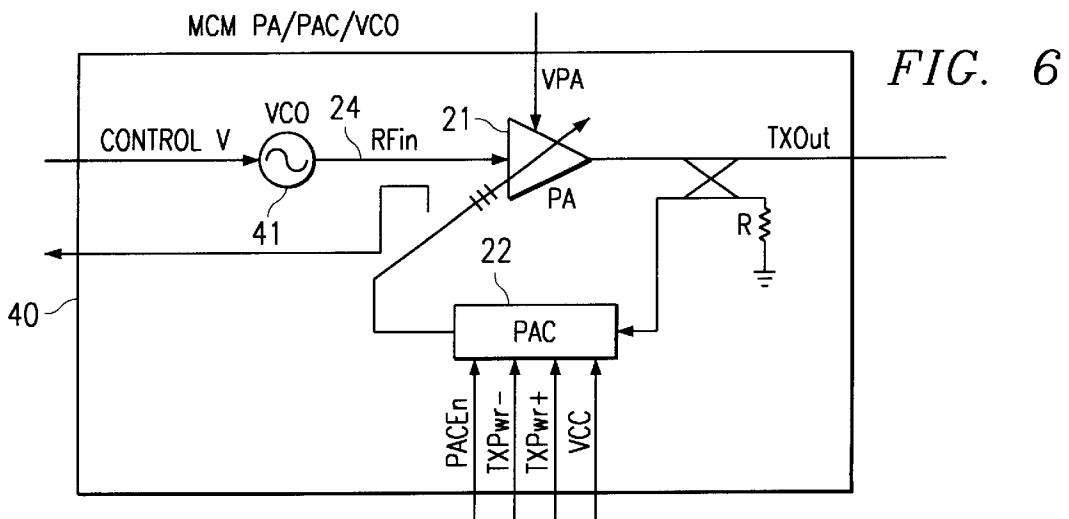 MCM PA/PAC/VCO
FIG. 6
VPA
VCO
24
21
CONTROL V
RFin
TXOut
PA
41
R
22
40
PAC
PACEn
TXPwr-
TXPwr+
VCC